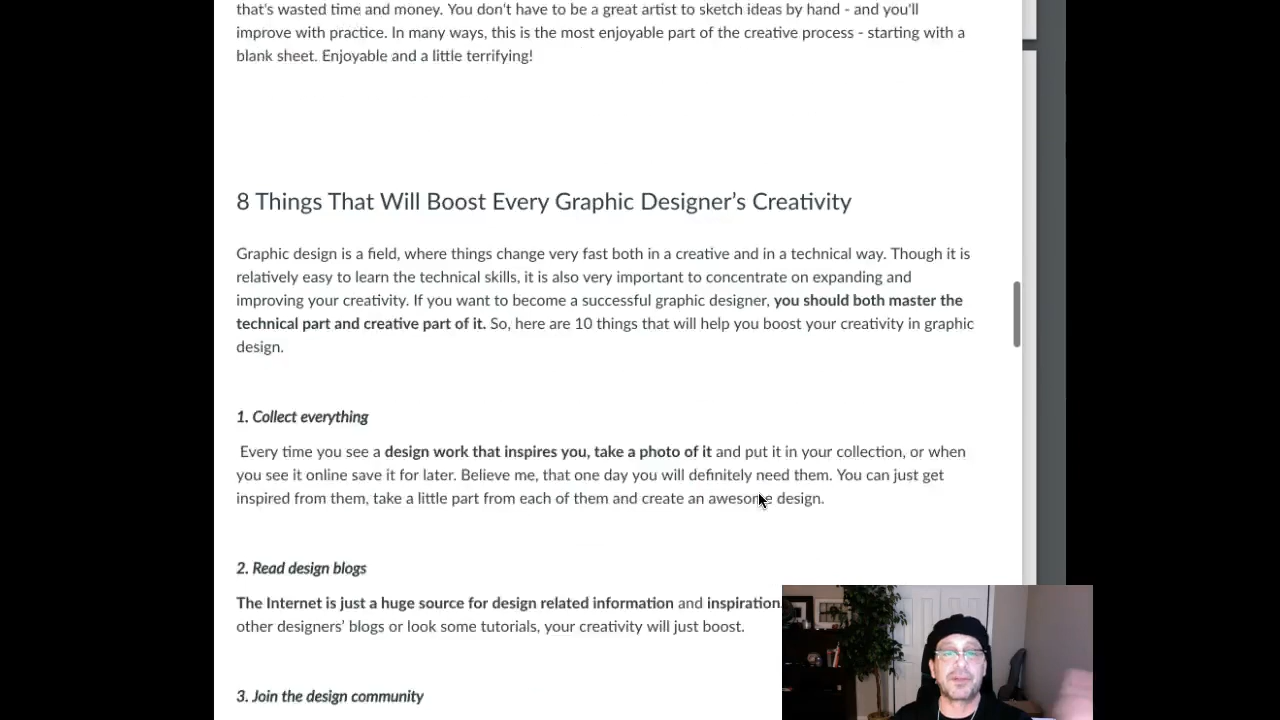 that's wasted time and money. You don't have to be a great artist to sketch ideas by hand - and you'll
improve with practice. In many ways, this is the most enjoyable part of the creative process - starting with a
blank sheet. Enjoyable and a little terrifying!
8 Things That Will Boost Every Graphic Designer’s Creativity
Graphic design is a field, where things change very fast both in a creative and in a technical way. Though it is
relatively easy to learn the technical skills, it is also very important to concentrate on expanding and
improving your creativity. If you want to become a successful graphic designer, you should both master the
technical part and creative part of it. So, here are 10 things that will help you boost your creativity in graphic
design.
1. Collect everything
Every time you see a design work that inspires you, take a photo of it and put it in your collection, or when
you see it online save it for later. Believe me, that one day you will definitely need them. You can just get
inspired from them, take a little part from each of them and create an awesome design.
2. Read design blogs
The Internet is just a huge source for design related information and inspiration.
other designers’ blogs or look some tutorials, your creativity will just boost.
3. Join the design community